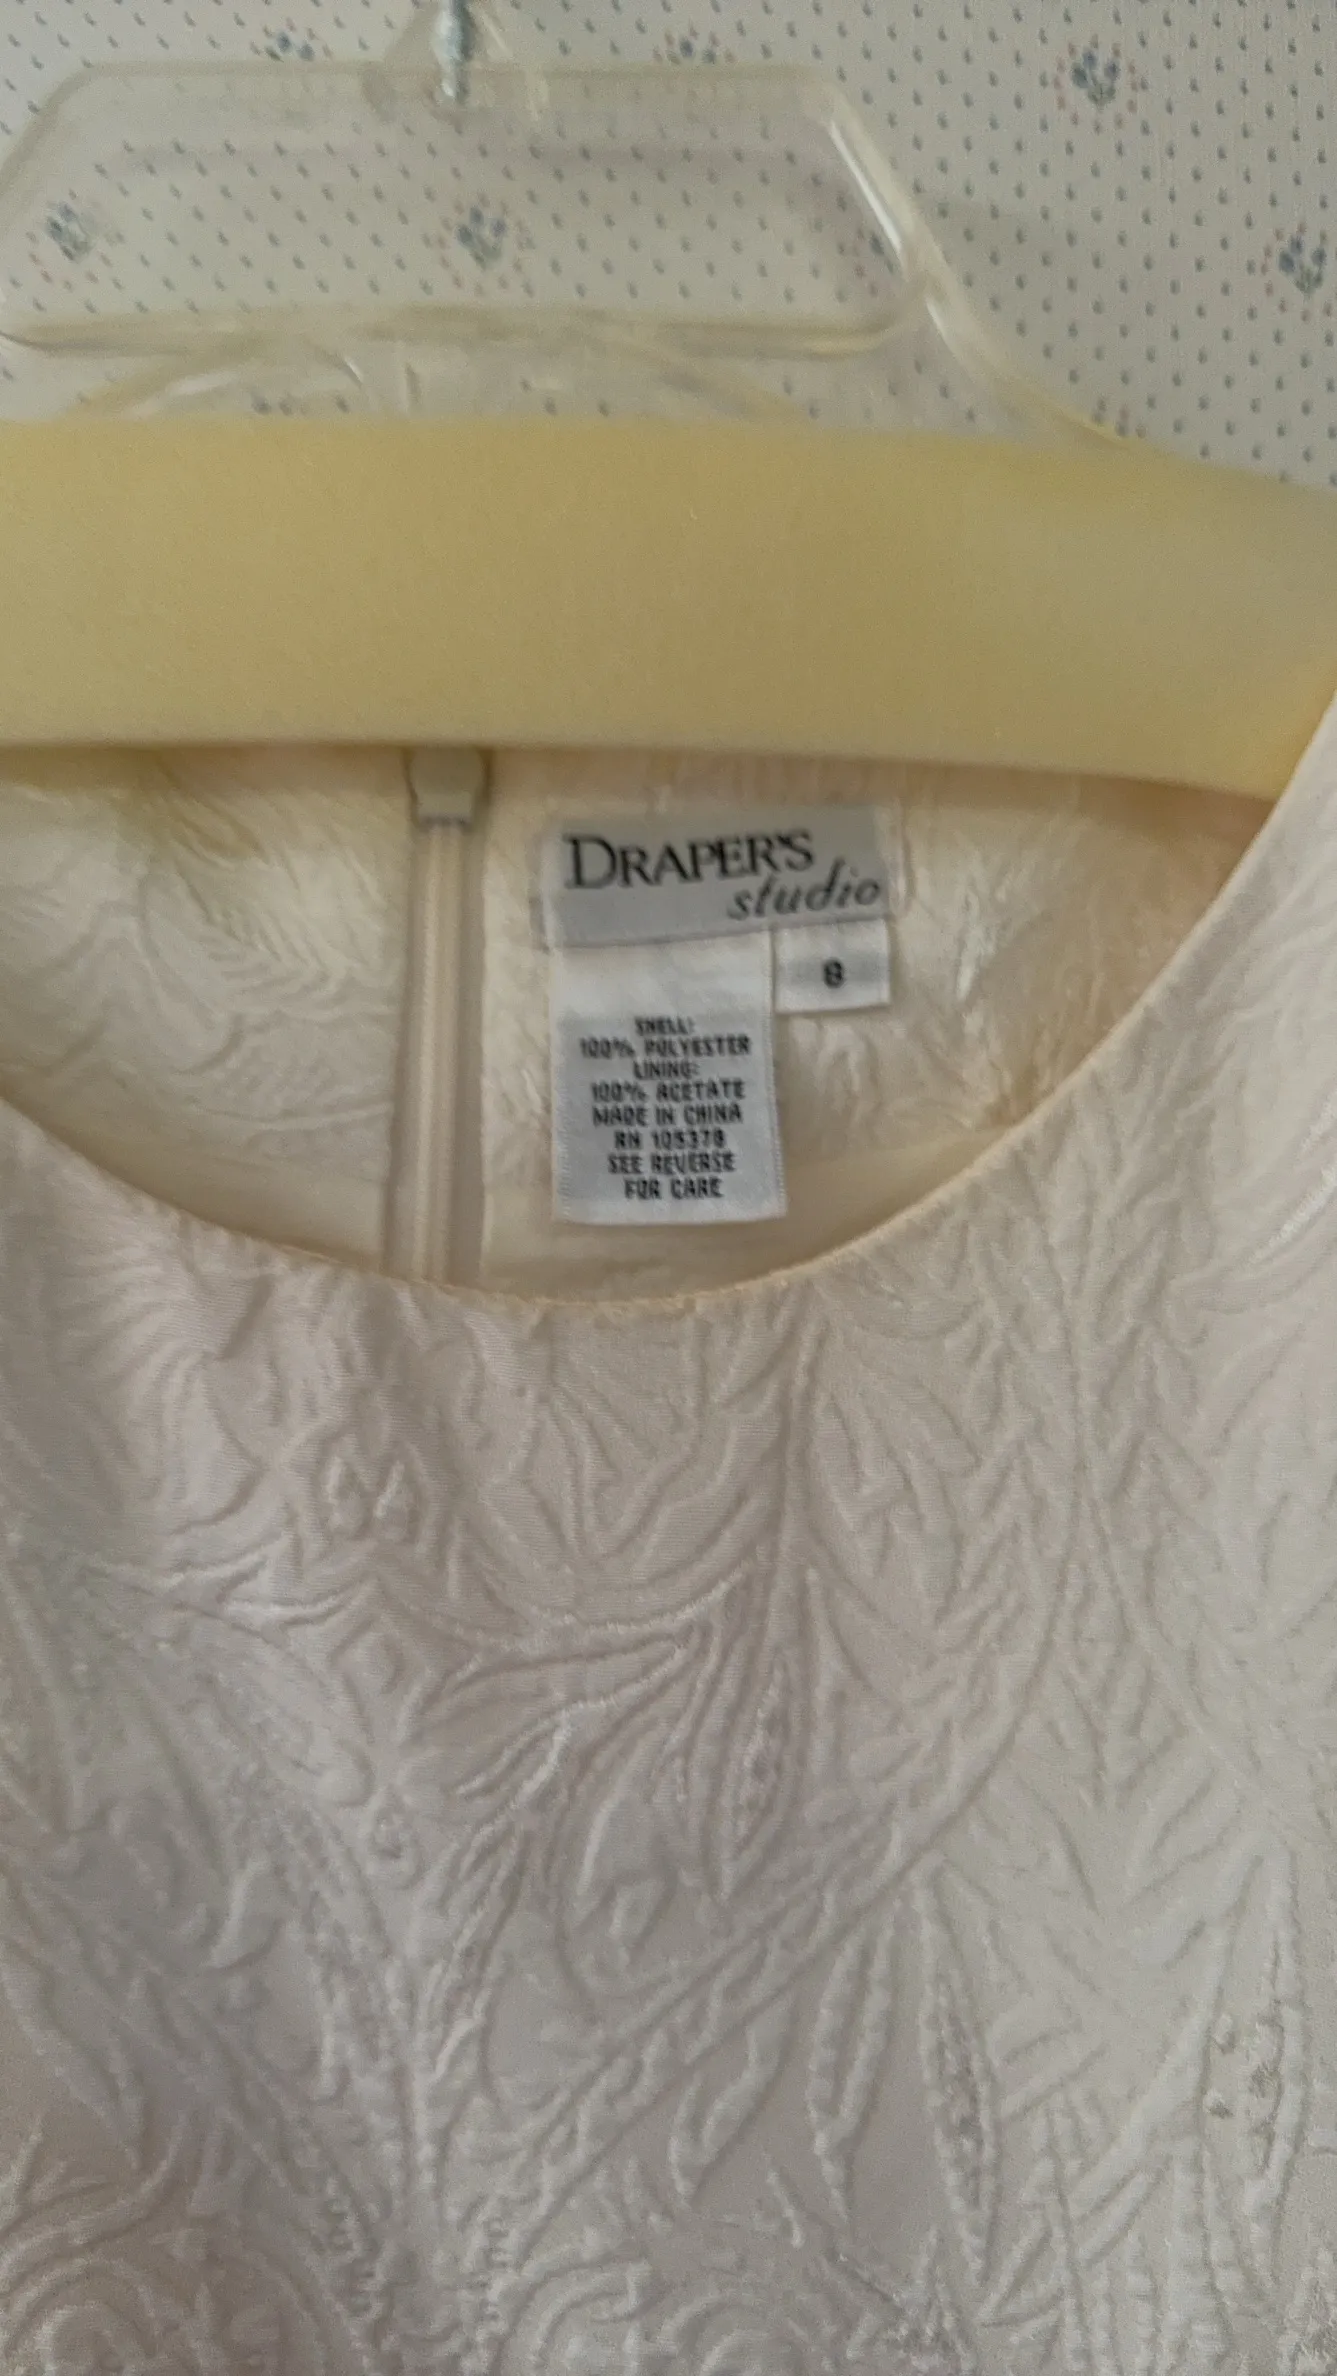 DRAPER'S
studio
8
SHELL:
100% POLYESTER
LINING:
100% ACETATE
MADE IN CHINA
RN 105378
SEE REVERSE
FOR CARE